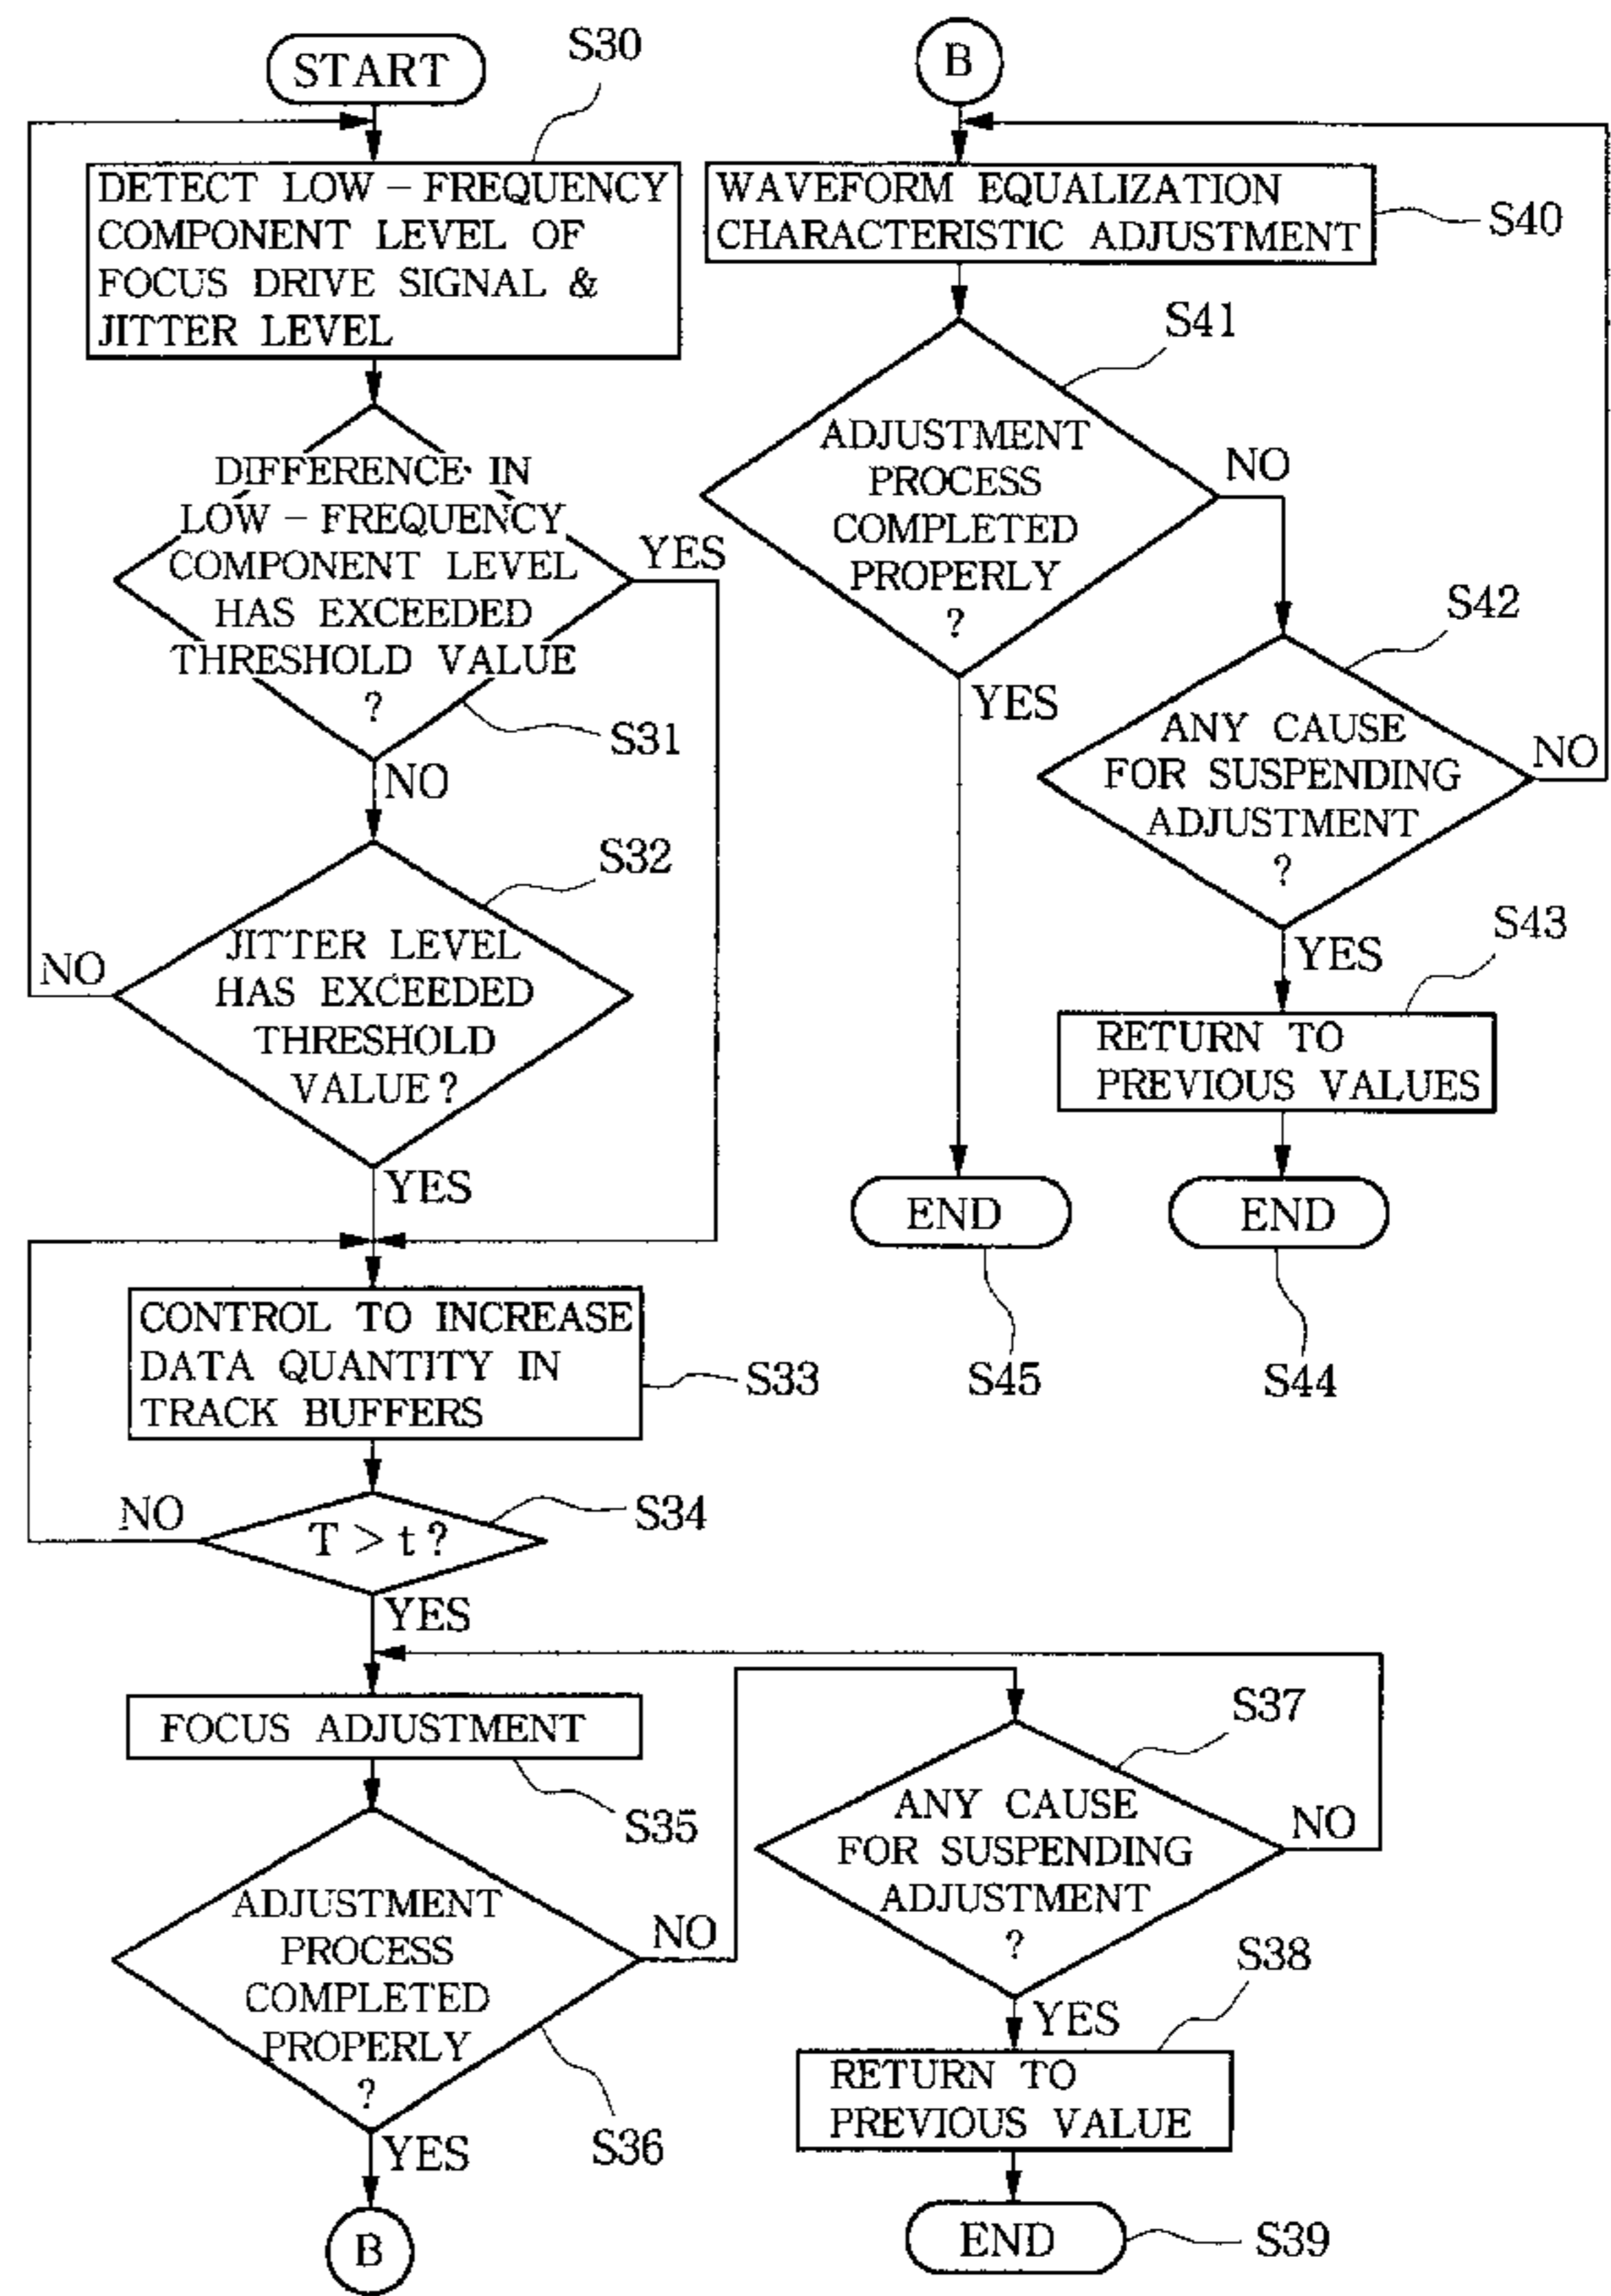 START
S30
DETECT LOW – FREQUENCY
COMPONENT LEVEL OF
FOCUS DRIVE SIGNAL &
JITTER LEVEL
DIFFERENCE IN
LOW – FREQUENCY
COMPONENT LEVEL
HAS EXCEEDED
THRESHOLD VALUE
?
YES
S31
NO
S32
JITTER LEVEL
HAS EXCEEDED
THRESHOLD
VALUE?
NO
YES
CONTROL TO INCREASE
DATA QUANTITY IN
TRACK BUFFERS
S33
NO
T > t ?
S34
YES
FOCUS ADJUSTMENT
S35
ADJUSTMENT
PROCESS
COMPLETED
PROPERLY
?
NO
S36
YES
B
S37
ANY CAUSE
FOR SUSPENDING
ADJUSTMENT
?
NO
YES
S38
RETURN TO
PREVIOUS VALUE
END
S39
B
WAVEFORM EQUALIZATION
CHARACTERISTIC ADJUSTMENT
S40
S41
ADJUSTMENT
PROCESS
COMPLETED
PROPERLY
?
NO
YES
S42
ANY CAUSE
FOR SUSPENDING
ADJUSTMENT
?
NO
YES
S43
RETURN TO
PREVIOUS VALUES
END
END
S45
S44